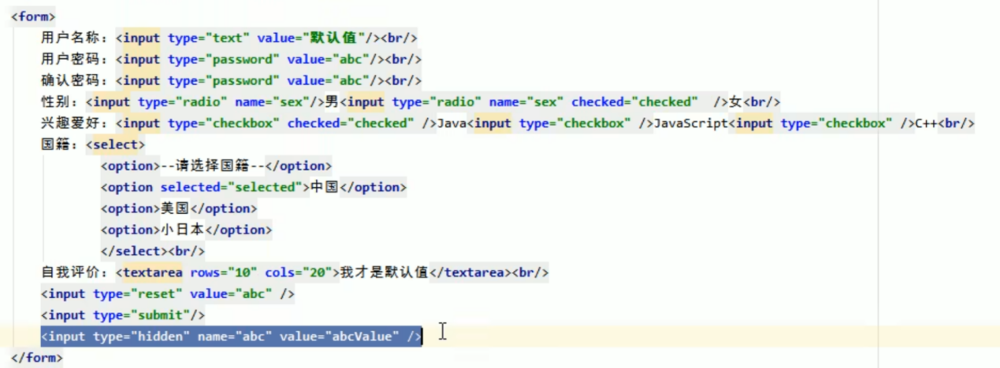 <form>
用户名称：<input type="text" value="默认值"/><br/>
用户密码：<input type="password" value="abc"/><br/>
确认密码：<input type="password" value="abc"/><br/>
性别：<input type="radio" name="sex"/>男<input type="radio" name="sex" checked="checked"  />女<br/>
兴趣爱好：<input type="checkbox" checked="checked" />Java<input type="checkbox" />JavaScript<input type="checkbox" />C++<br/>
国籍：<select>
<option>--请选择国籍--</option>
<option selected="selected">中国</option>
<option>美国</option>
<option>小日本</option>
</select><br/>
自我评价：<textarea rows="10" cols="20">我才是默认值</textarea><br/>
<input type="reset" value="abc" />
<input type="submit"/>
<input type="hidden" name="abc" value="abcValue" />
</form>